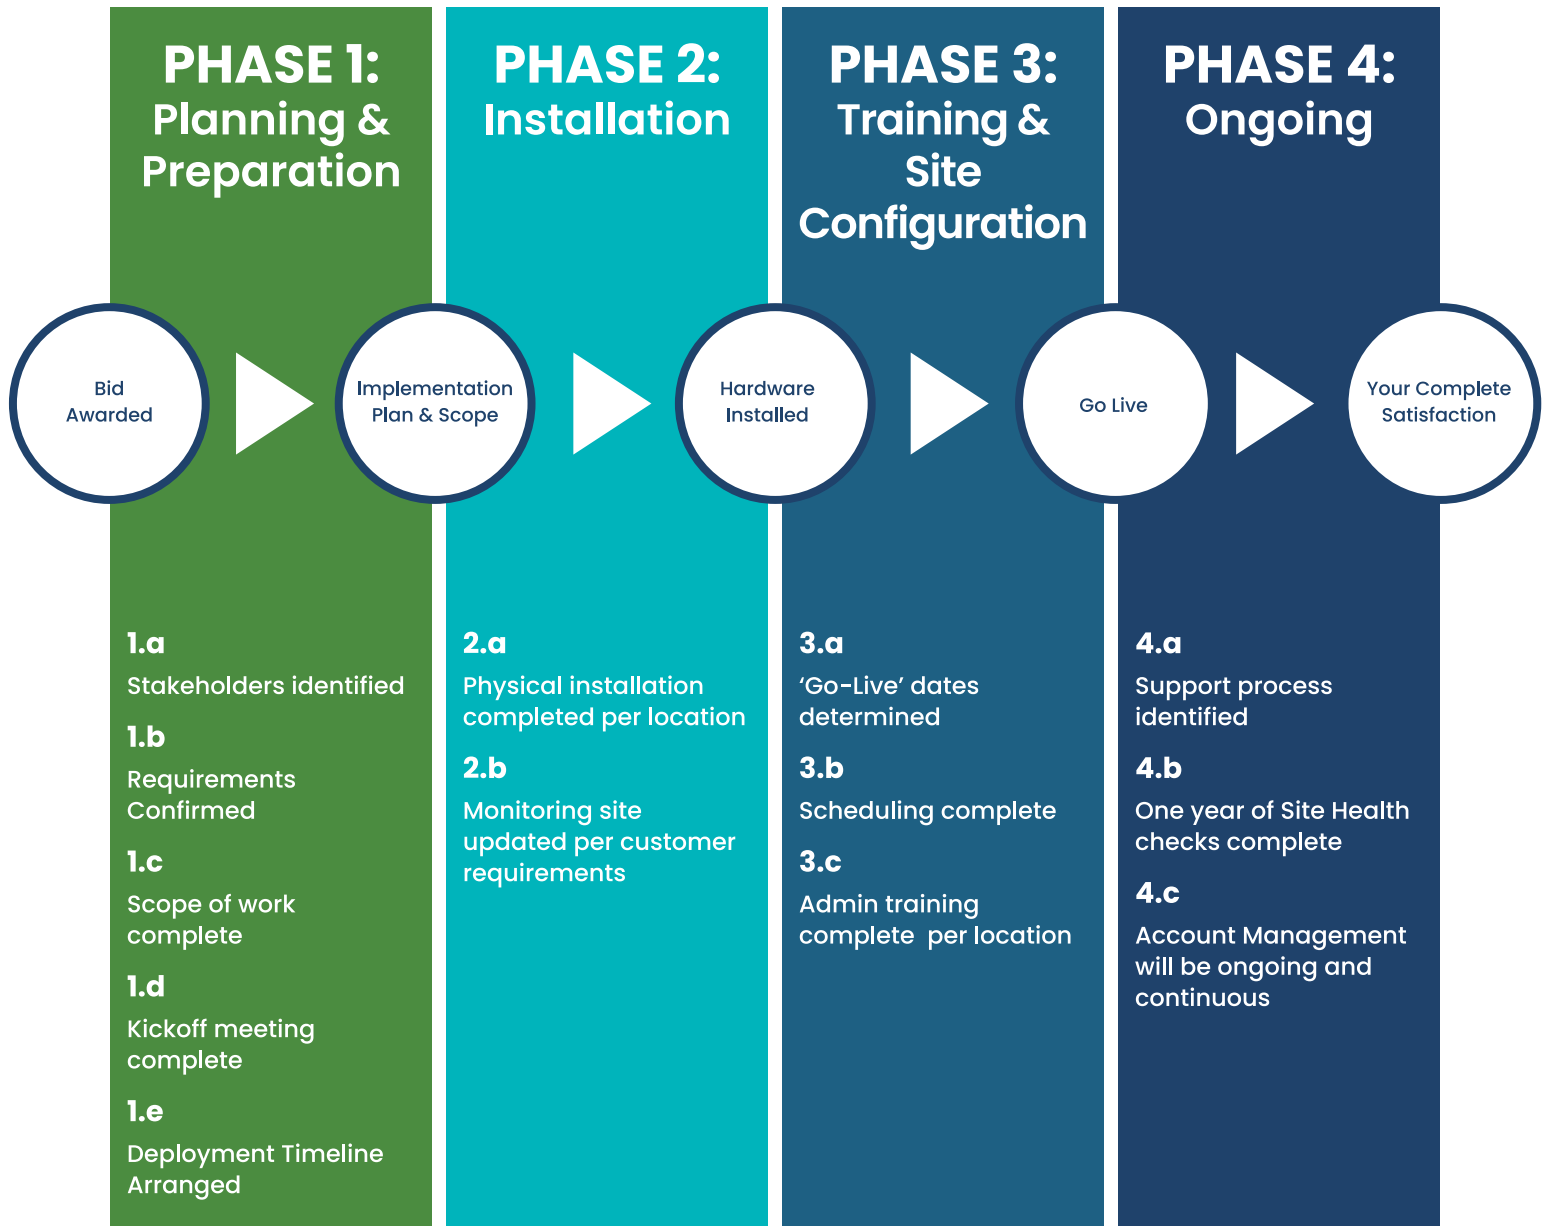 PHASE 1:
Planning &
Preparation
PHASE 2:
Installation
PHASE 3:
Training &
Site
Configuration
PHASE 4:
Ongoing
Bid
Awarded
Implementation
Plan & Scope
Hardware
Installed
Go Live
Your Complete
Satisfaction
1.a
Stakeholders identified
1.b
Requirements
Confirmed
1.c
Scope of work
complete
1.d
Kickoff meeting
complete
1.e
Deployment Timeline
Arranged
2.a
Physical installation
completed per location
2.b
Monitoring site
updated per customer
requirements
3.a
‘Go-Live’ dates
determined
3.b
Scheduling complete
3.c
Admin training
complete  per location
4.a
Support process
identified
4.b
One year of Site Health
checks complete
4.c
Account Management
will be ongoing and
continuous